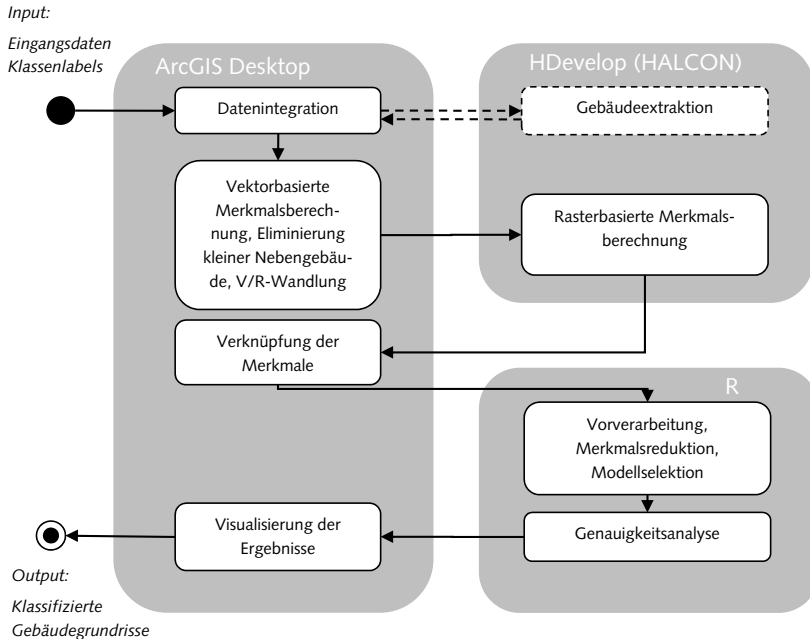 Input:
Eingangsdaten
Klassenlabels
ArcGIS Desktop
HDevelop (HALCON)
Datenintegration
Gebäudeextraktion
Vektorbasierte
Merkmalsberech-
nung, Eliminierung
kleiner Nebengebäu-
de, V/R-Wandlung
Rasterbasierte Merkmals-
berechnung
Verknüpfung der
Merkmale
R
Vorverarbeitung,
Merkmalsreduktion,
Modellselektion
Genauigkeitsanalyse
Visualisierung der
Ergebnisse
Output:
Klassifizierte
Gebäudegrundrisse